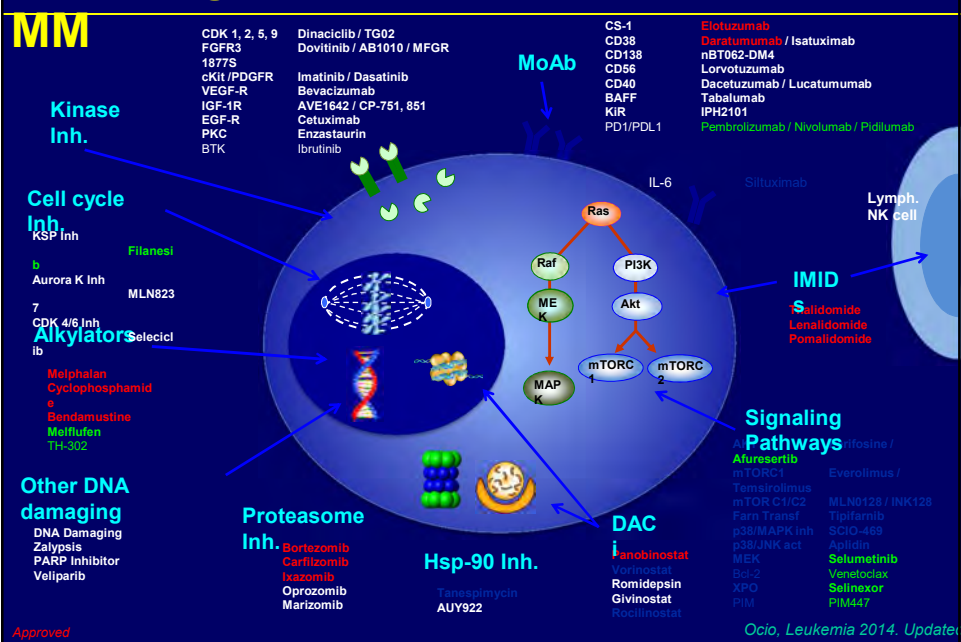 MM
CDK 1, 2, 5, 9 Dinaciclib / TG02
FGFR3 Dovitinib / AB1010 / MFGR
1877S
cKit /PDGFR Imatinib / Dasatinib
VEGF-R Bevacizumab
IGF-1R AVE1642 / CP-751, 851
EGF-R Cetuximab
PKC Enzastaurin
BTK Ibrutinib
Kinase
Inh.
MoAb
CS-1 Elotuzumab
CD38 Daratumumab / Isatuximab
CD138 nBT062-DM4
CD56 Lorvotuzumab
CD40 Dacetuzumab / Lucatumumab
BAFF Tabalumab
KiR IPH2101
PD1/PDL1 Pembrolizumab / Nivolumab / Pidilumab
IL-6 Siltuximab
Lymph.
NK cell
Cell cycle
Inh.
KSP Inh
Filanesi
b
Aurora K Inh
MLN823
7
CDK 4/6 Inh
Selecicl
ib
Alkylators
Melphalan
Cyclophosphamid
e
Bendamustine
Melflufen
TH-302
Ras
Raf
PI3K
ME
K
Akt
MAP
K
mTORC
1
mTORC
2
IMID
s
Thalidomide
Lenalidomide
Pomalidomide
Signaling
Pathways
rifosine /
Afuresertib
mTORC1 Everolimus /
Temsirolimus
mTOR C1/C2 MLN0128 / INK128
Farn Transf Tipifarnib
p38/MAPK inh SCIO-469
p38/JNK act Aplidin
MEK Selumetinib
Bcl-2 Venetoclax
XPO Selinexor
PIM PIM447
Other DNA
damaging
DNA Damaging
Zalypsis
PARP Inhibitor
Veliparib
Proteasome
Inh.
Bortezomib
Carfilzomib
Ixazomib
Oprozomib
Marizomib
Hsp-90 Inh.
Tanespimycin
AUY922
DAC
i
Panobinostat
Vorinostat
Romidepsin
Givinostat
Rocilinostat
Approved
Ocio, Leukemia 2014. Updated